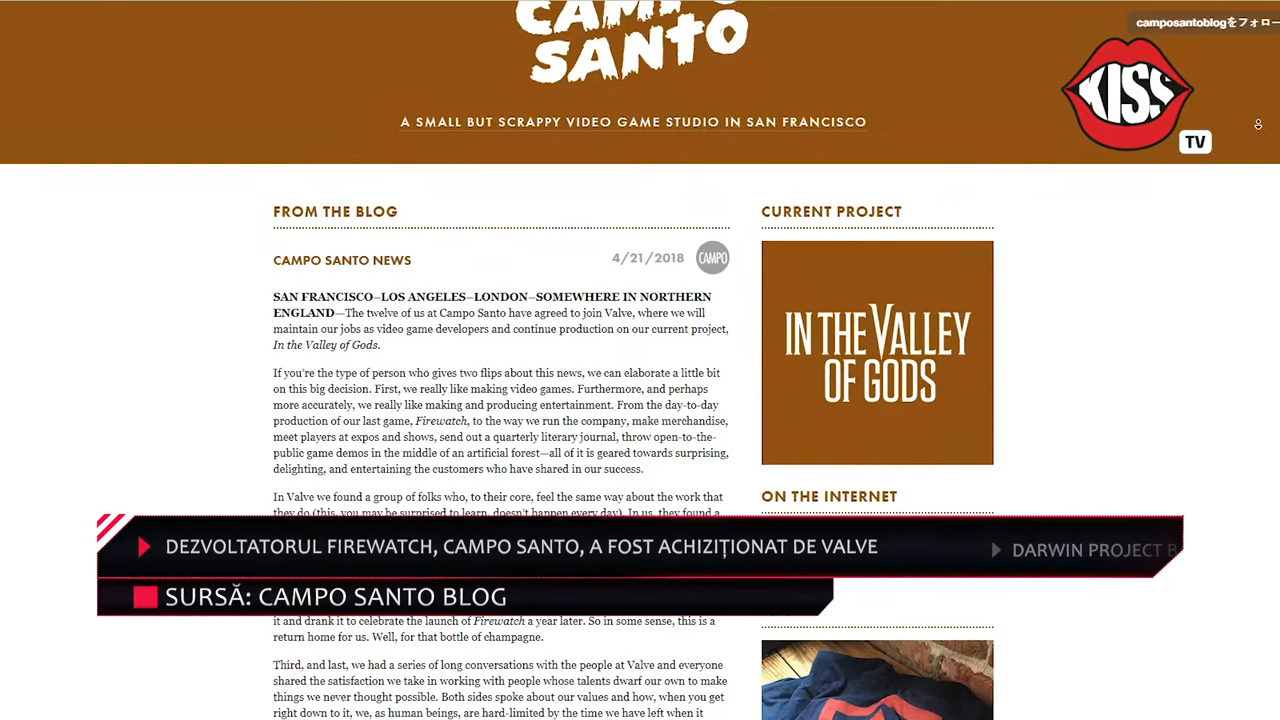 CAMPO
SANTO
camposantoblogをフォロー
KISS
TV
A SMALL BUT SCRAPPY VIDEO GAME STUDIO IN SAN FRANCISCO
FROM THE BLOG
CAMPO SANTO NEWS
4/21/2018
CAMPO
SAN FRANCISCO–LOS ANGELES–LONDON–SOMEWHERE IN NORTHERN
ENGLAND—The twelve of us at Campo Santo have agreed to join Valve, where we will
maintain our jobs as video game developers and continue production on our current project,
In the Valley of Gods.
If you're the type of person who gives two flips about this news, we can elaborate a little bit
on this big decision. First, we really like making video games. Furthermore, and perhaps
more accurately, we really like making and producing entertainment. From the day-to-day
production of our last game, Firewatch, to the way we run the company, make merchandise,
meet players at expos and shows, send out a quarterly literary journal, throw open-to-the-
public game demos in the middle of an artificial forest—all of it is geared towards surprising,
delighting, and entertaining the customers who have shared in our success.
In Valve we found a group of folks who, to their core, feel the same way about the work that
they do (this, you may be surprised to learn, doesn't happen every day). In us, they found a
it and drank it to celebrate the launch of Firewatch a year later. So in some sense, this is a
return home for us. Well, for that bottle of champagne.
Third, and last, we had a series of long conversations with the people at Valve and everyone
shared the satisfaction we take in working with people whose talents dwarf our own to make
things we never thought possible. Both sides spoke about our values and how, when you get
right down to it, we, as human beings, are hard-limited by the time we have left when it
CURRENT PROJECT
IN THE VALLEY
OF GODS
ON THE INTERNET
DEZVOLTATORUL FIREWATCH, CAMPO SANTO, A FOST ACHIZIȚIONAT DE VALVE
DARWIN PROJECT
SURSĂ: CAMPO SANTO BLOG